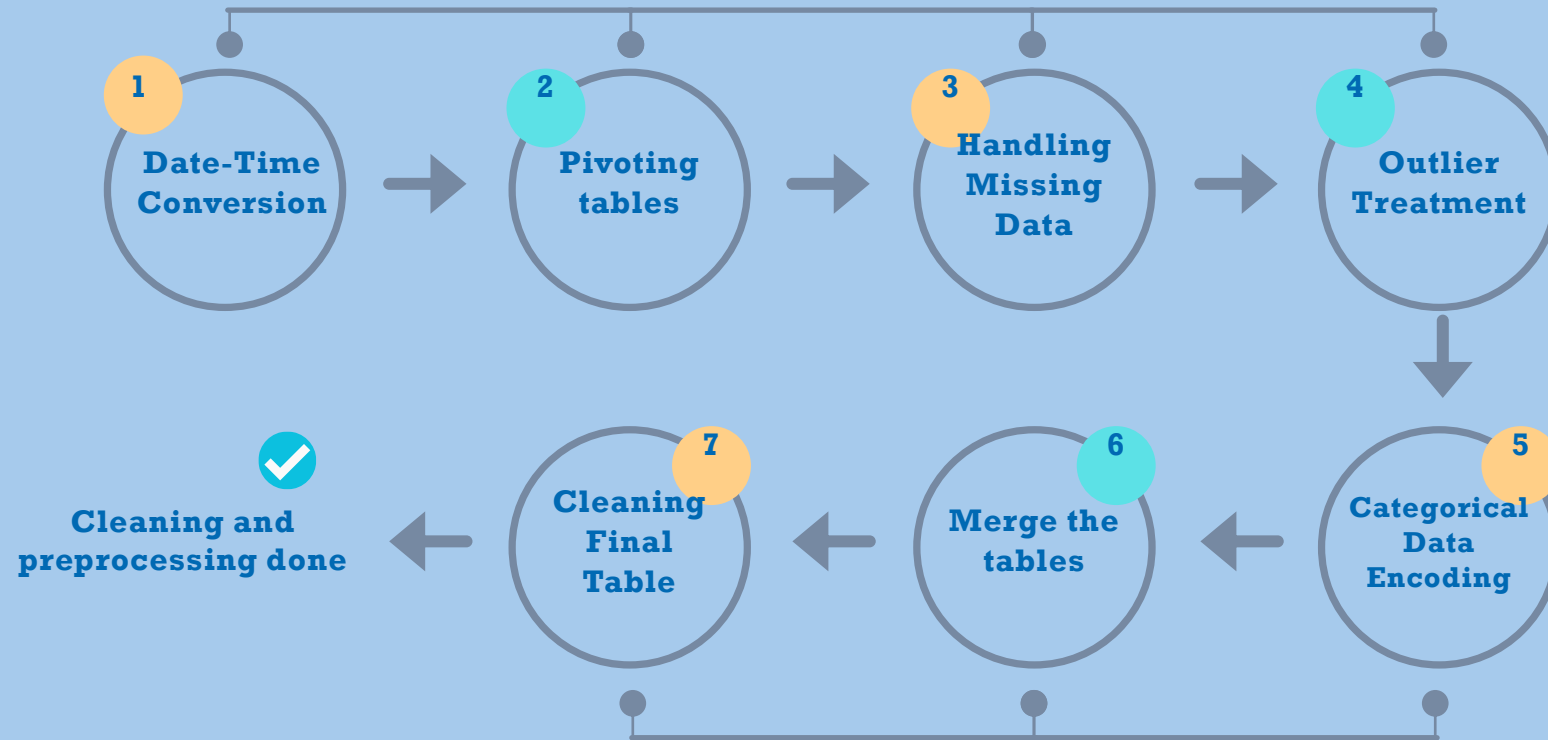 1
Date-Time
Conversion
2
Pivoting
tables
3
Handling
Missing
Data
4
Outlier
Treatment
5
Categorical
Data
Encoding
6
Merge the
tables
7
Cleaning
Final
Table
Cleaning and
preprocessing done